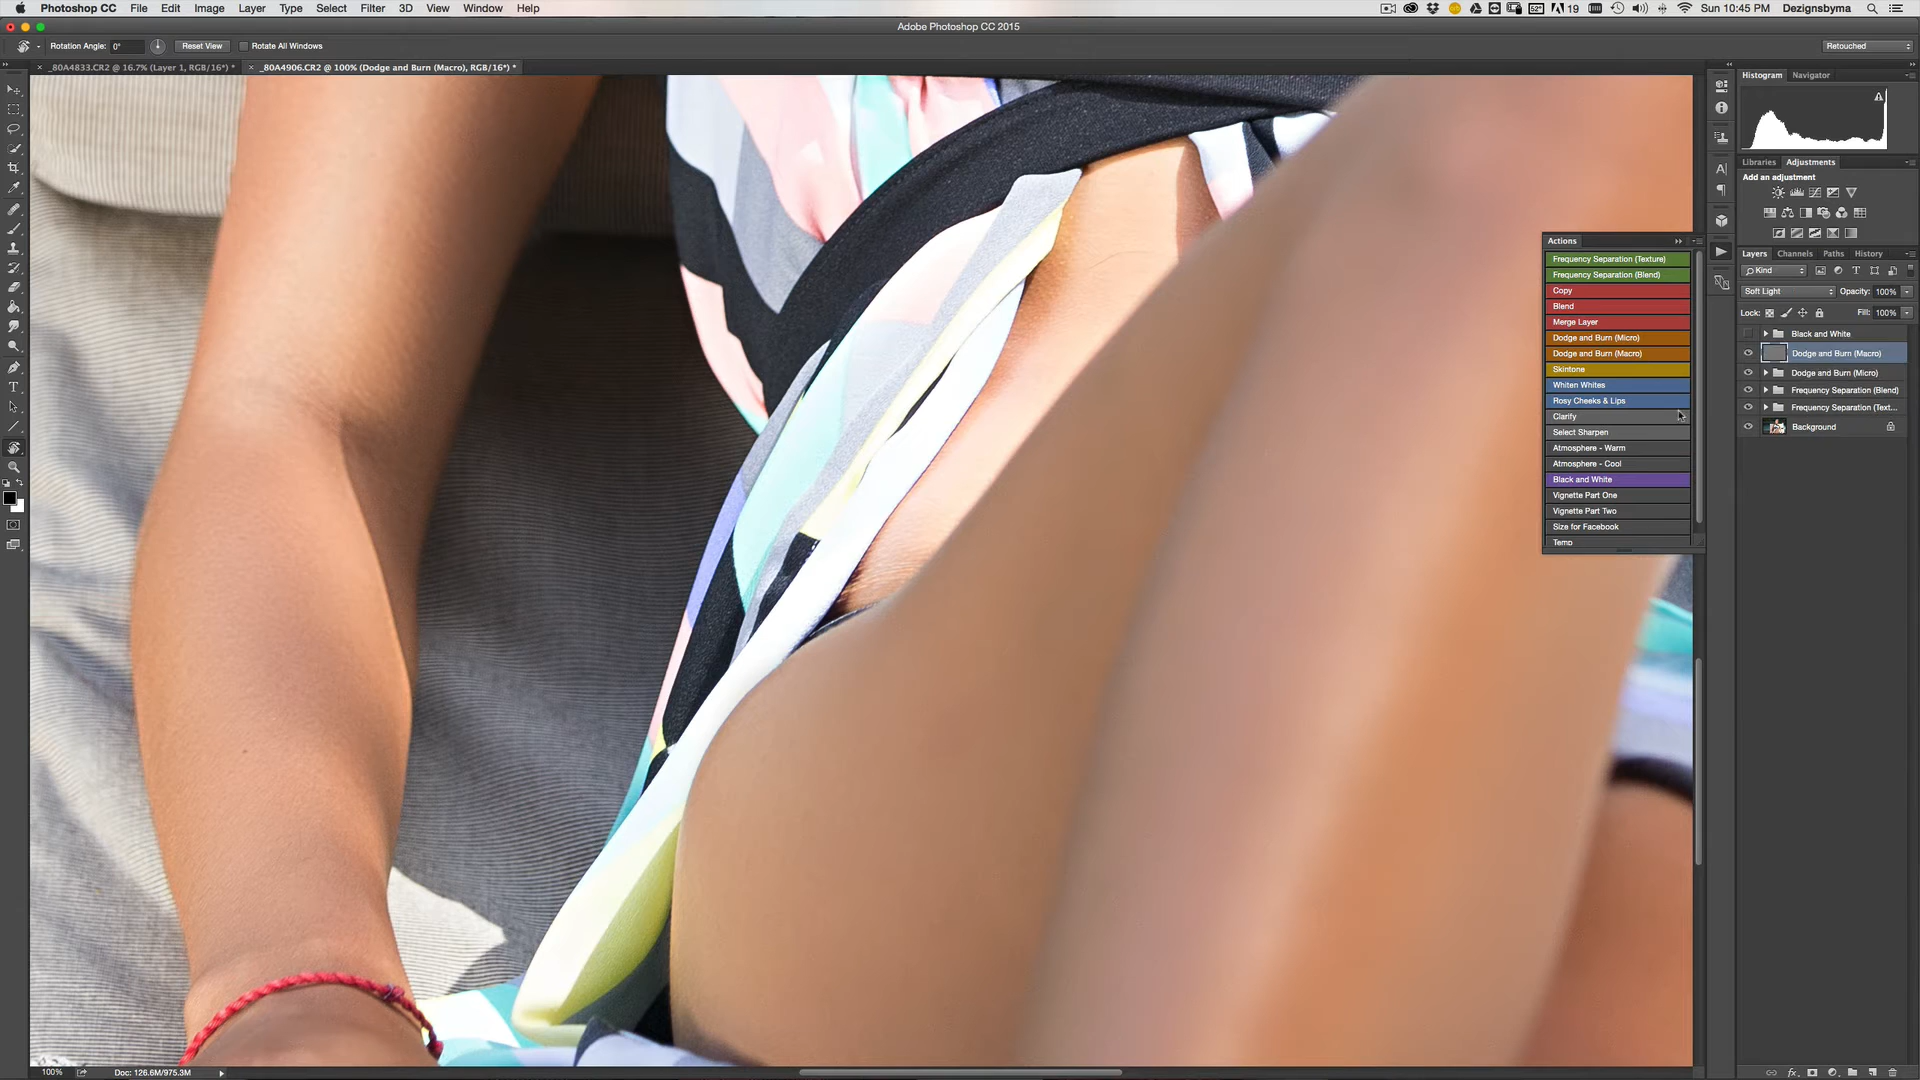 Photoshop CC File Edit Image Layer Type Select Filter 3D View Window Help
52° 19 Sun 10:45 PM Dezignsbyma
Adobe Photoshop CC 2015
Rotation Angle: 0° Reset View Rotate All Windows Retouched
_80A4833.CR2 @ 16.7% (Layer 1, RGB/16*) *
_80A4906.CR2 @ 100% (Dodge and Burn (Macro), RGB/16*) *
Histogram Navigator
Libraries Adjustments
Add an adjustment
Actions
Frequency Separation (Texture)
Frequency Separation (Blend)
Copy
Blend
Merge Layer
Dodge and Burn (Micro)
Dodge and Burn (Macro)
Skintone
Whiten Whites
Rosy Cheeks & Lips
Clarify
Select Sharpen
Atmosphere - Warm
Atmosphere - Cool
Black and White
Vignette Part One
Vignette Part Two
Size for Facebook
Temp
Layers Channels Paths History
Kind
Soft Light Opacity: 100%
Lock: Fill: 100%
Black and White
Dodge and Burn (Macro)
Dodge and Burn (Micro)
Frequency Separation (Blend)
Frequency Separation (Text...
Background
100% Doc: 126.6M/975.3M